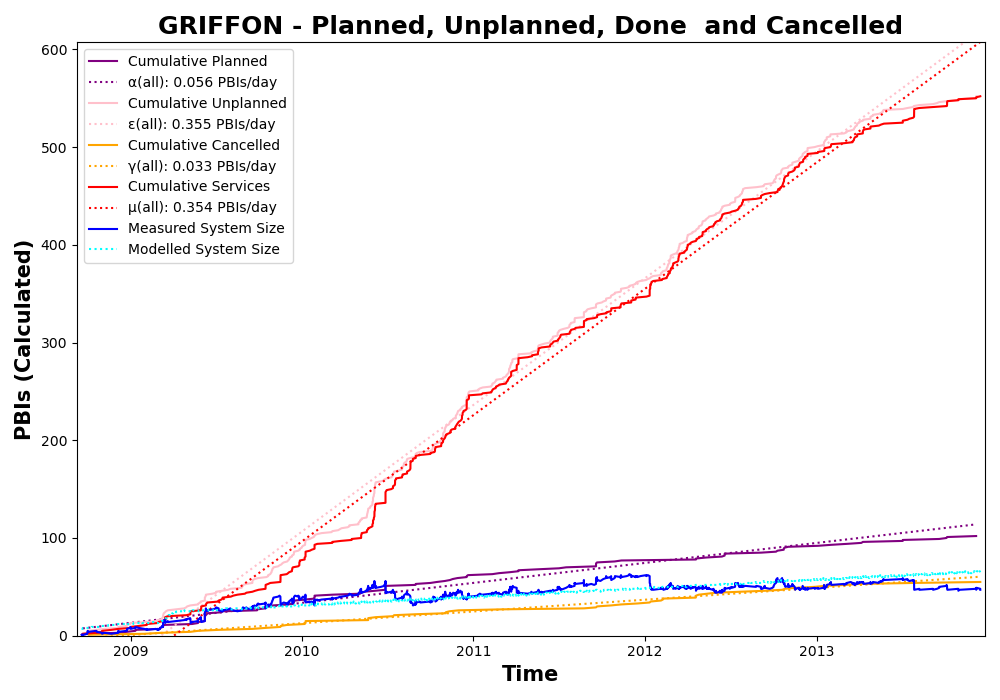 GRIFFON - Planned, Unplanned, Done  and Cancelled
Cumulative Planned
α(all): 0.056 PBIs/day
Cumulative Unplanned
ε(all): 0.355 PBIs/day
Cumulative Cancelled
γ(all): 0.033 PBIs/day
Cumulative Services
μ(all): 0.354 PBIs/day
Measured System Size
Modelled System Size
PBIs (Calculated)
600
500
400
300
200
100
0
2009
2010
2011
2012
2013
Time